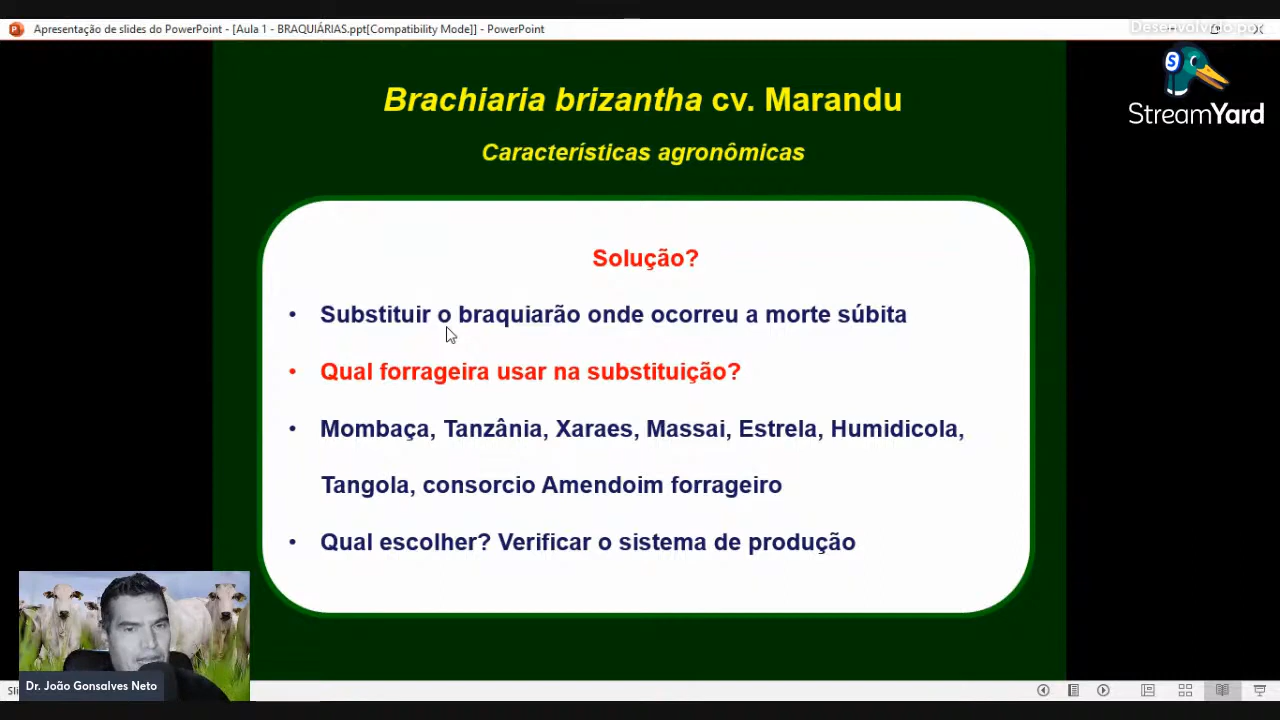 Apresentação de slides do PowerPoint - [Aula 1 - BRAQUIÁRIAS.ppt[Compatibility Mode]] - PowerPoint
StreamYard
Brachiaria brizantha cv. Marandu
Características agronômicas
Solução?
• Substituir o braquiarão onde ocorreu a morte súbita
• Qual forrageira usar na substituição?
• Mombaça, Tanzânia, Xaraes, Massai, Estrela, Humidicola,
Tangola, consorcio Amendoim forrageiro
• Qual escolher? Verificar o sistema de produção
Dr. João Gonsalves Neto